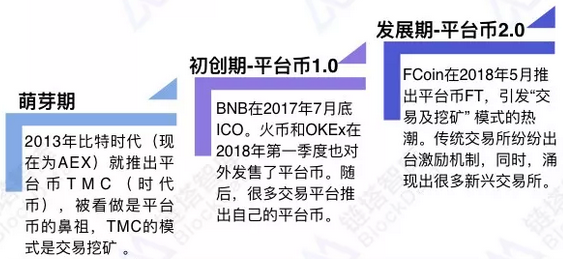 萌芽期
2013年比特时代（现
在为AEX）就推出平
台币TMC（时代
币），被看做是平台
币的鼻祖，TMC的模
式是交易挖矿 。
初创期-平台币1.0
BNB在2017年7月底
ICO。火币和OKEx在
2018年第一季度也对
外发售了平台币。随
后，很多交易平台推
出自己的平台币。
发展期-平台币2.0
FCoin在2018年5月推
出平台币FT，引发“交
易及挖矿” 模式的热
潮。传统交易所纷纷出
台激励机制，同时，涌
现出很多新兴交易所。